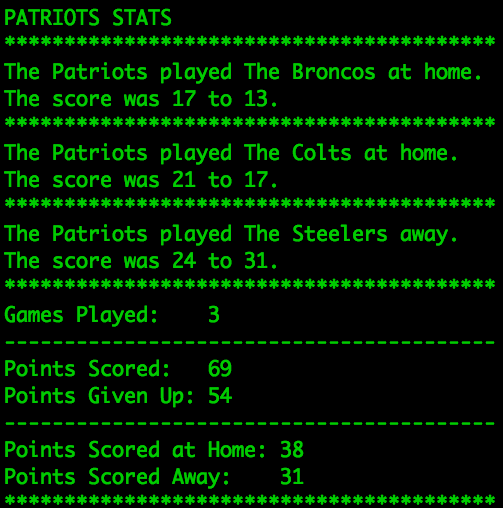 PATRIOTS STATS
*****************************************
The Patriots played The Broncos at home.
The score was 17 to 13.
*****************************************
The Patriots played The Colts at home.
The score was 21 to 17.
*****************************************
The Patriots played The Steelers away.
The score was 24 to 31.
*****************************************
Games Played:    3
-----------------------------------------
Points Scored:   69
Points Given Up: 54
-----------------------------------------
Points Scored at Home: 38
Points Scored Away:    31
*****************************************